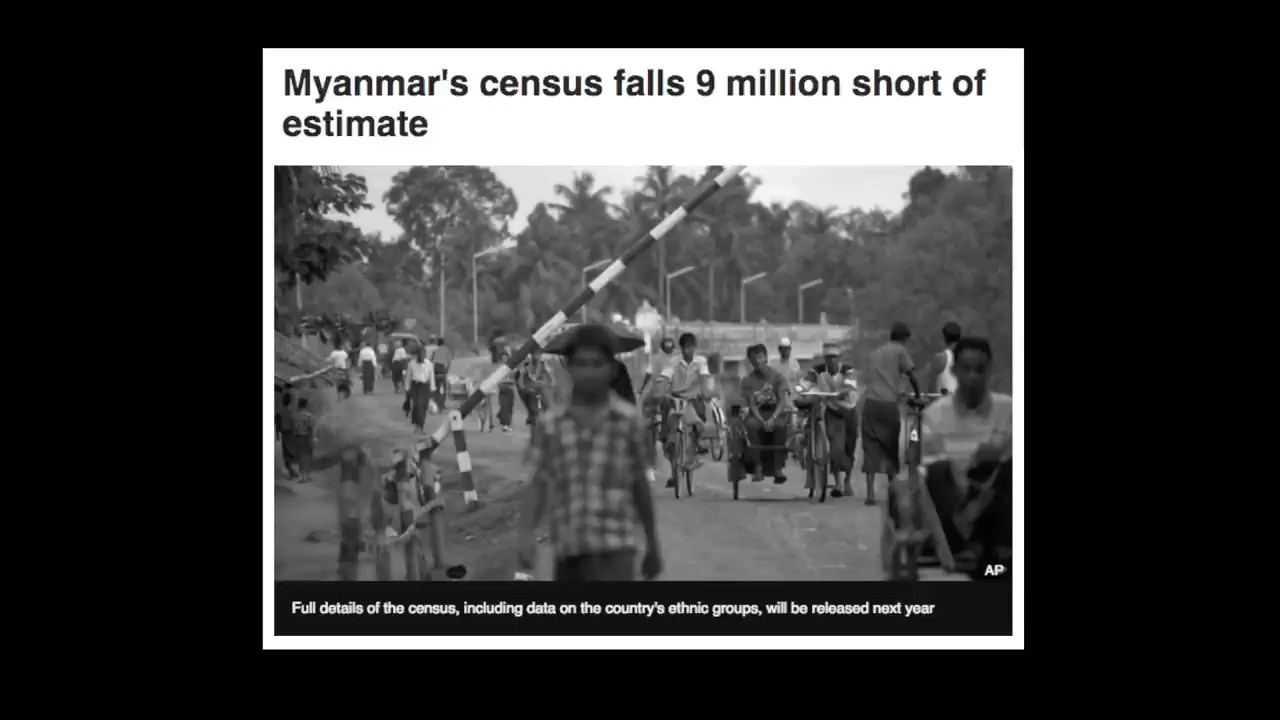 Myanmar's census falls 9 million short of
estimate
AP
Full details of the census, including data on the country's ethnic groups, will be released next year